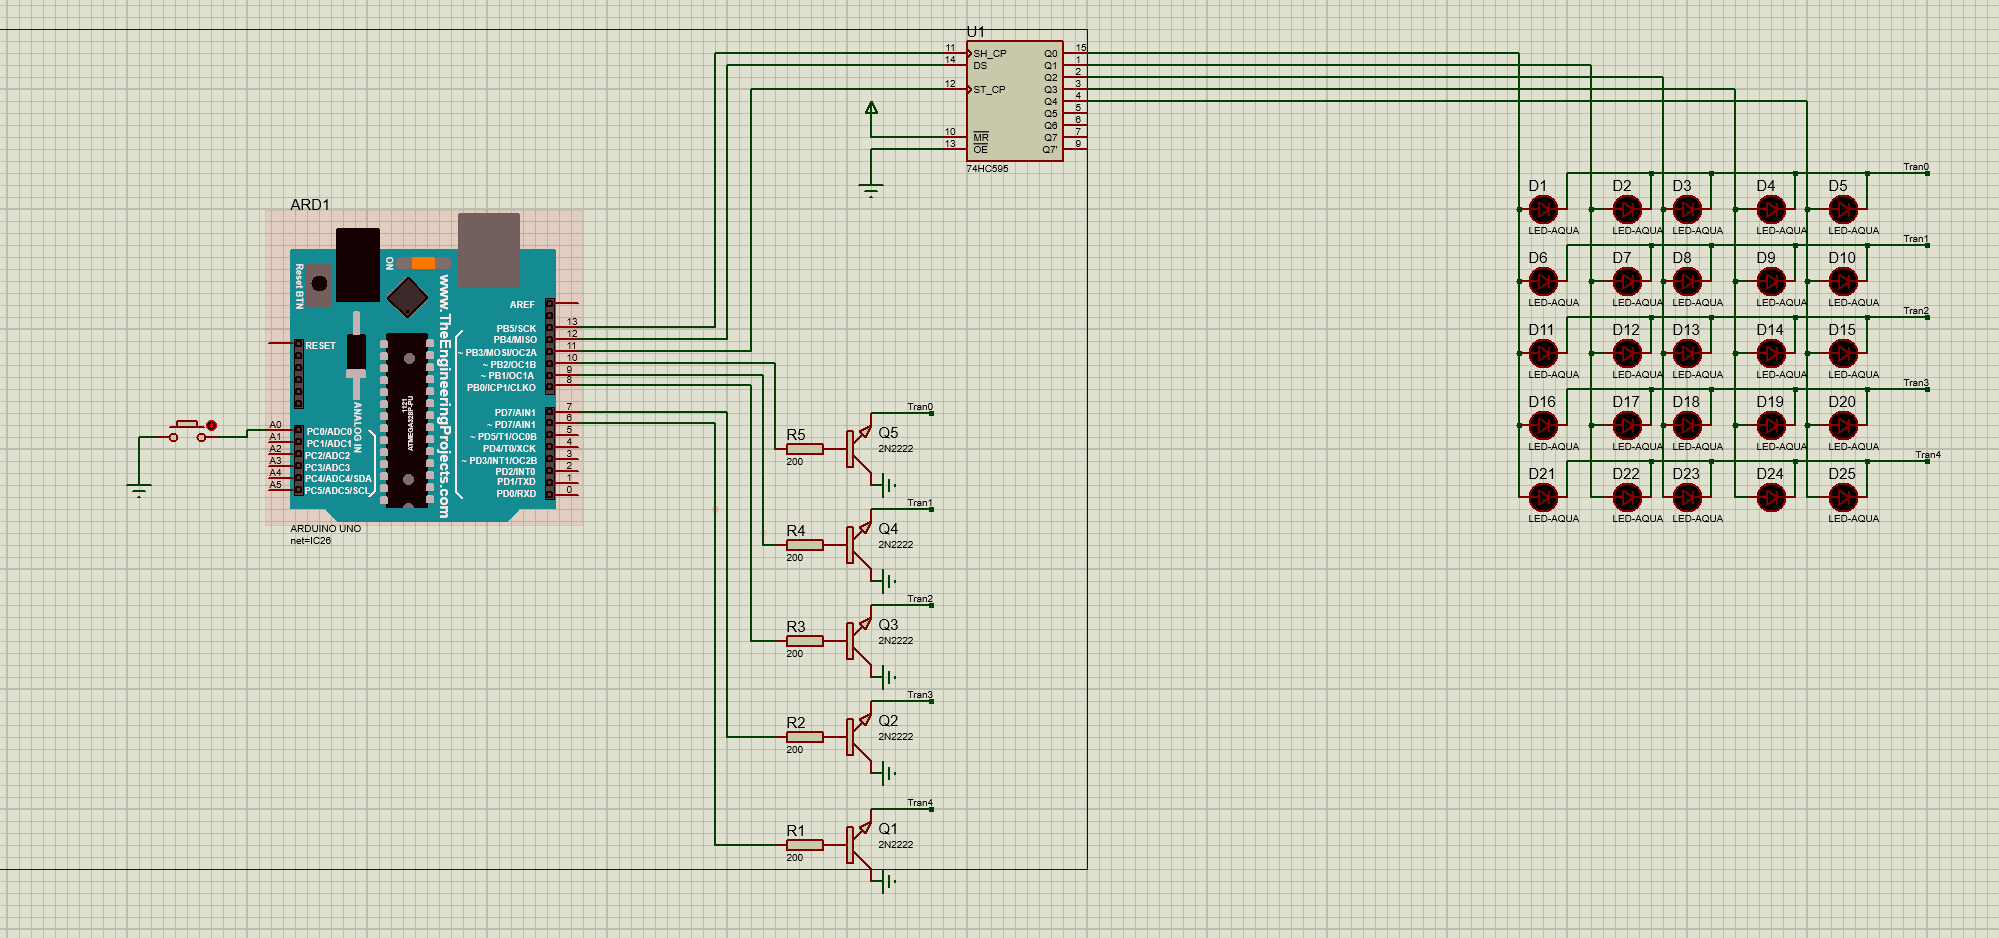 U1
11
14
12
10
13
SH_CP
DS
ST_CP
MR
OE
Q0
Q1
Q2
Q3
Q4
Q5
Q6
Q7
Q7'
15
1
2
3
4
5
6
7
9
74HC595
ARD1
Reset BTN
ON
www.TheEngineeringProjects.com
ANALOG IN
1121
ATMEGA328P-PU
RESET
A0 PC0/ADC0
A1 PC1/ADC1
A2 PC2/ADC2
A3 PC3/ADC3
A4 PC4/ADC4/SDA
A5 PC5/ADC5/SCL
AREF
PB5/SCK 13
PB4/MISO 12
~ PB3/MOSI/OC2A 11
~ PB2/OC1B 10
~ PB1/OC1A 9
PB0/ICP1/CLKO 8
PD7/AIN1 7
~ PD7/AIN1 6
~ PD5/T1/OC0B 5
PD4/T0/XCK 4
~ PD3/INT1/OC2B 3
PD2/INT0 2
PD1/TXD 1
PD0/RXD 0
ARDUINO UNO
net=IC26
Tran0
R5
200
Q5
2N2222
Tran1
R4
200
Q4
2N2222
Tran2
R3
200
Q3
2N2222
Tran3
R2
200
Q2
2N2222
Tran4
R1
200
Q1
2N2222
Tran0
D1 D2 D3 D4 D5
LED-AQUA LED-AQUA LED-AQUA LED-AQUA LED-AQUA
Tran1
D6 D7 D8 D9 D10
LED-AQUA LED-AQUA LED-AQUA LED-AQUA LED-AQUA
Tran2
D11 D12 D13 D14 D15
LED-AQUA LED-AQUA LED-AQUA LED-AQUA LED-AQUA
Tran3
D16 D17 D18 D19 D20
LED-AQUA LED-AQUA LED-AQUA LED-AQUA LED-AQUA
Tran4
D21 D22 D23 D24 D25
LED-AQUA LED-AQUA LED-AQUA LED-AQUA LED-AQUA